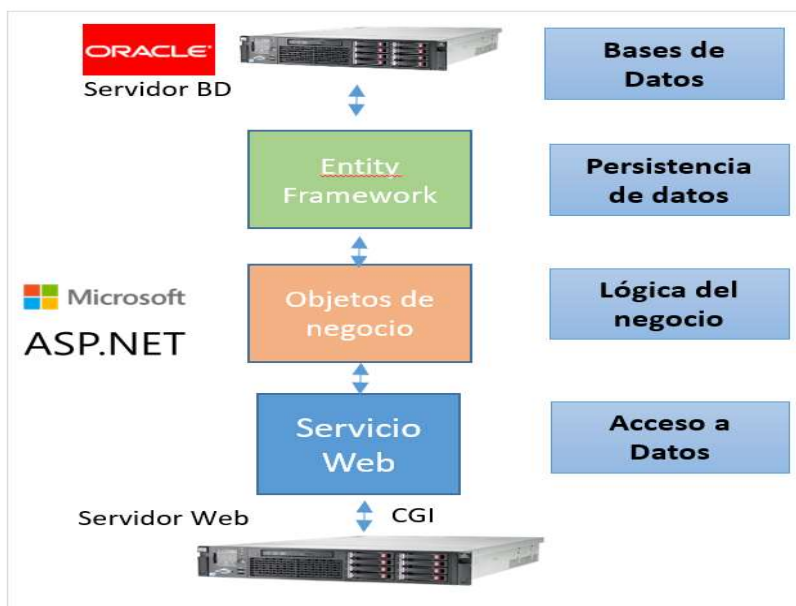 ORACLE
Servidor BD
Bases de
Datos
Entity
Framework
Persistencia
de datos
Microsoft
ASP.NET
Objetos de
negocio
Lógica del
negocio
Servicio
Web
Acceso a
Datos
Servidor Web
CGI